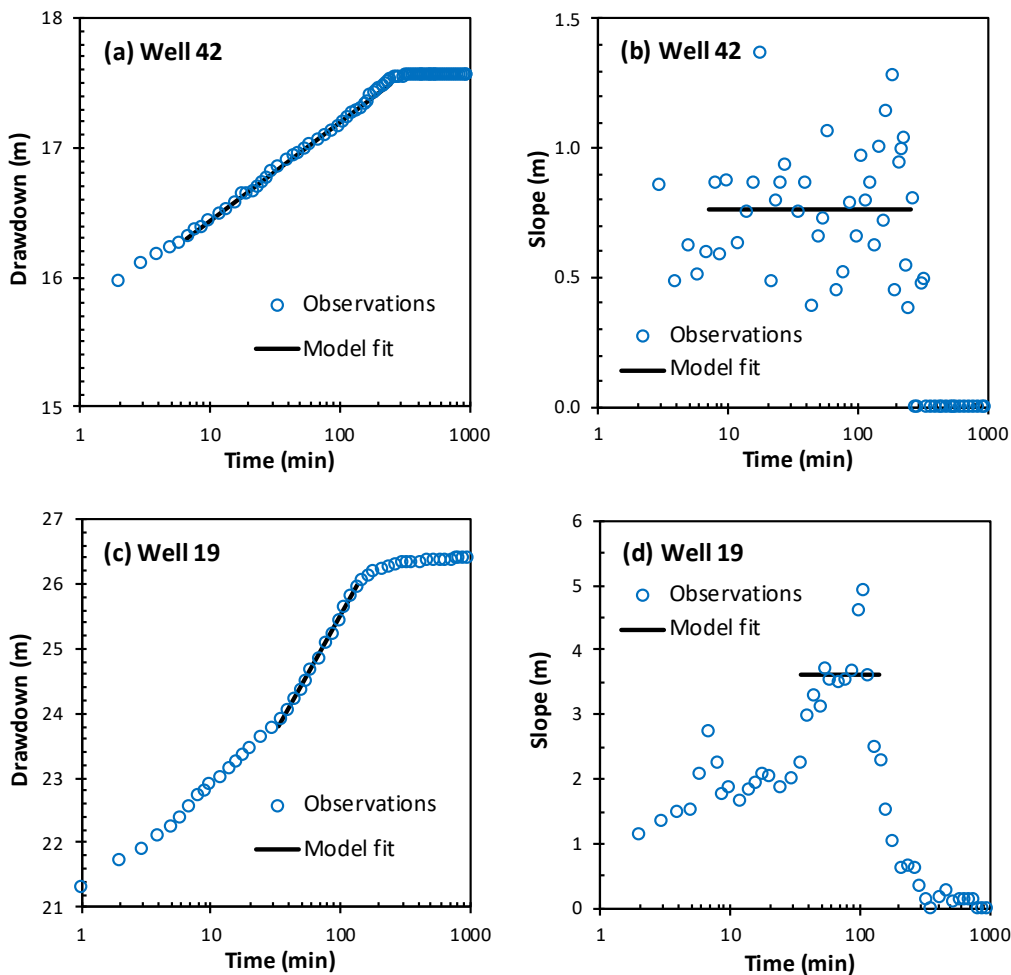 (a) Well 42
Drawdown (m)
18
17
16
15
Observations
Model fit
1
10
100
1000
Time (min)
(b) Well 42
Slope (m)
1.5
1.0
0.5
0.0
Observations
Model fit
1
10
100
1000
Time (min)
(c) Well 19
Drawdown (m)
27
26
25
24
23
22
21
Observations
Model fit
1
10
100
1000
Time (min)
(d) Well 19
Slope (m)
6
5
4
3
2
1
0
Observations
Model fit
1
10
100
1000
Time (min)